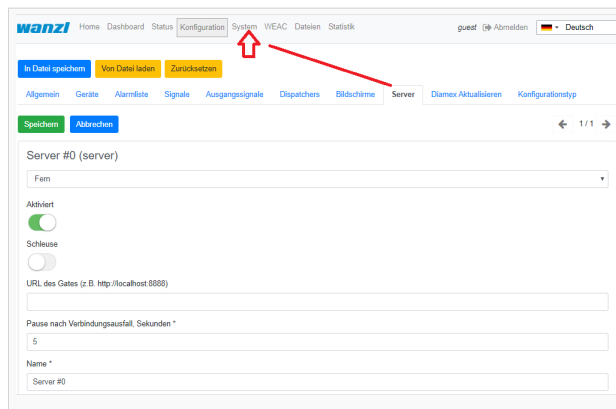 wanzl Home Dashboard Status Konfiguration System WEAC Dateien Statistik guest Abmelden Deutsch
In Datei speichern Von Datei laden Zurücksetzen
Allgemein Geräte Alarmliste Signale Ausgangssignale Dispatchers Bildschirme Server Diamex Aktualisieren Konfigurationstyp
Speichern Abbrechen 1 / 1
Server #0 (server)
Fern
Aktiviert
Schleuse
URL des Gates (z.B. http://localhost:8888)
Pause nach Verbindungsausfall, Sekunden *
5
Name *
Server #0